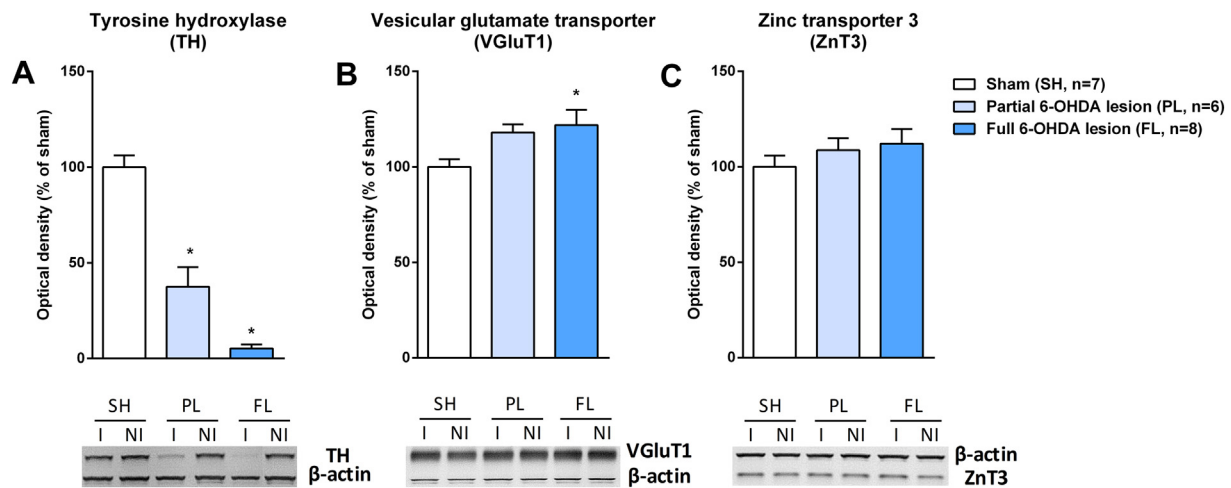 Tyrosine hydroxylase
(TH)
Vesicular glutamate transporter
(VGluT1)
Zinc transporter 3
(ZnT3)
A
Optical density (% of sham)
150
100
50
0
*
*
B
Optical density (% of sham)
150
100
50
0
*
C
Optical density (% of sham)
150
100
50
0
Sham (SH, n=7)
Partial 6-OHDA lesion (PL, n=6)
Full 6-OHDA lesion (FL, n=8)
SH PL FL
I NI I NI I NI
TH
β-actin
SH PL FL
I NI I NI I NI
VGluT1
β-actin
SH PL FL
I NI I NI I NI
β-actin
ZnT3